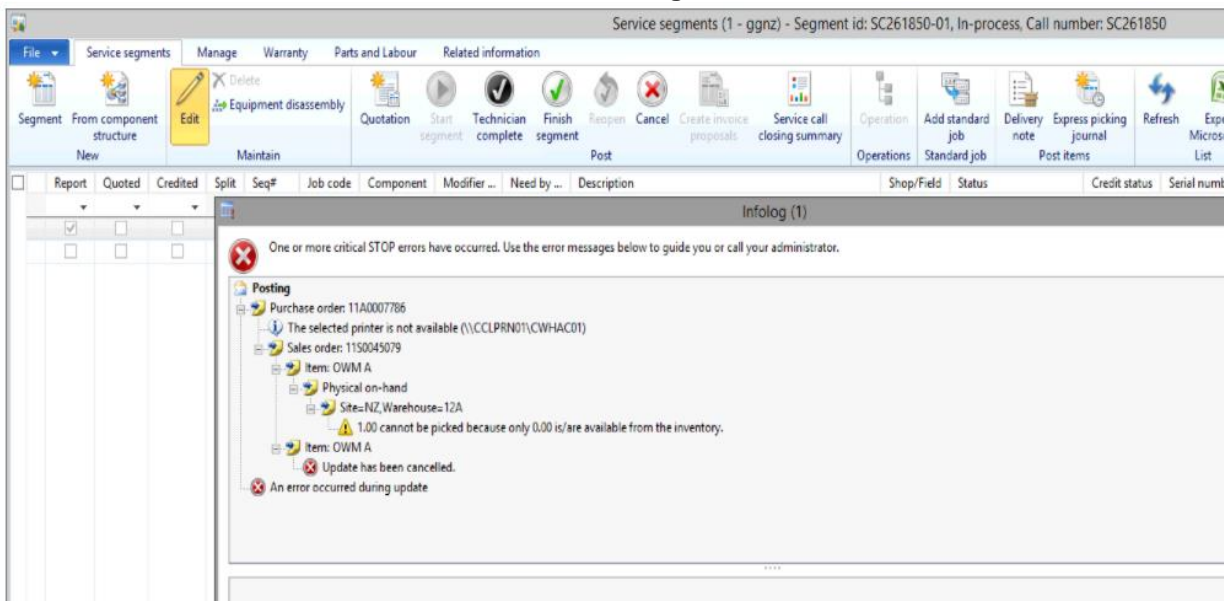 Service segments (1 - ggnz) - Segment id: SC261850-01, In-process, Call number: SC261850
File Service segments Manage Warranty Parts and Labour Related information
Segment From component structure Edit Delete Equipment disassembly Quotation Start segment Technician complete Finish segment Reopen Cancel Create invoice proposals Service call closing summary Operation Add standard job Delivery note Express picking journal Refresh Expo Micros
New Maintain Post Operations Standard job Post items List
Report Quoted Credited Split Seq# Job code Component Modifier ... Need by ... Description Shop/Field Status Credit status Serial numb
Infolog (1)
One or more critical STOP errors have occurred. Use the error messages below to guide you or call your administrator.
Posting
Purchase order: 11A0007786
The selected printer is not available (\\CCLPRN01\CWHAC01)
Sales order: 11S0045079
Item: OWM A
Physical on-hand
Site=NZ,Warehouse=12A
1.00 cannot be picked because only 0.00 is/are available from the inventory.
Item: OWM A
Update has been cancelled.
An error occurred during update